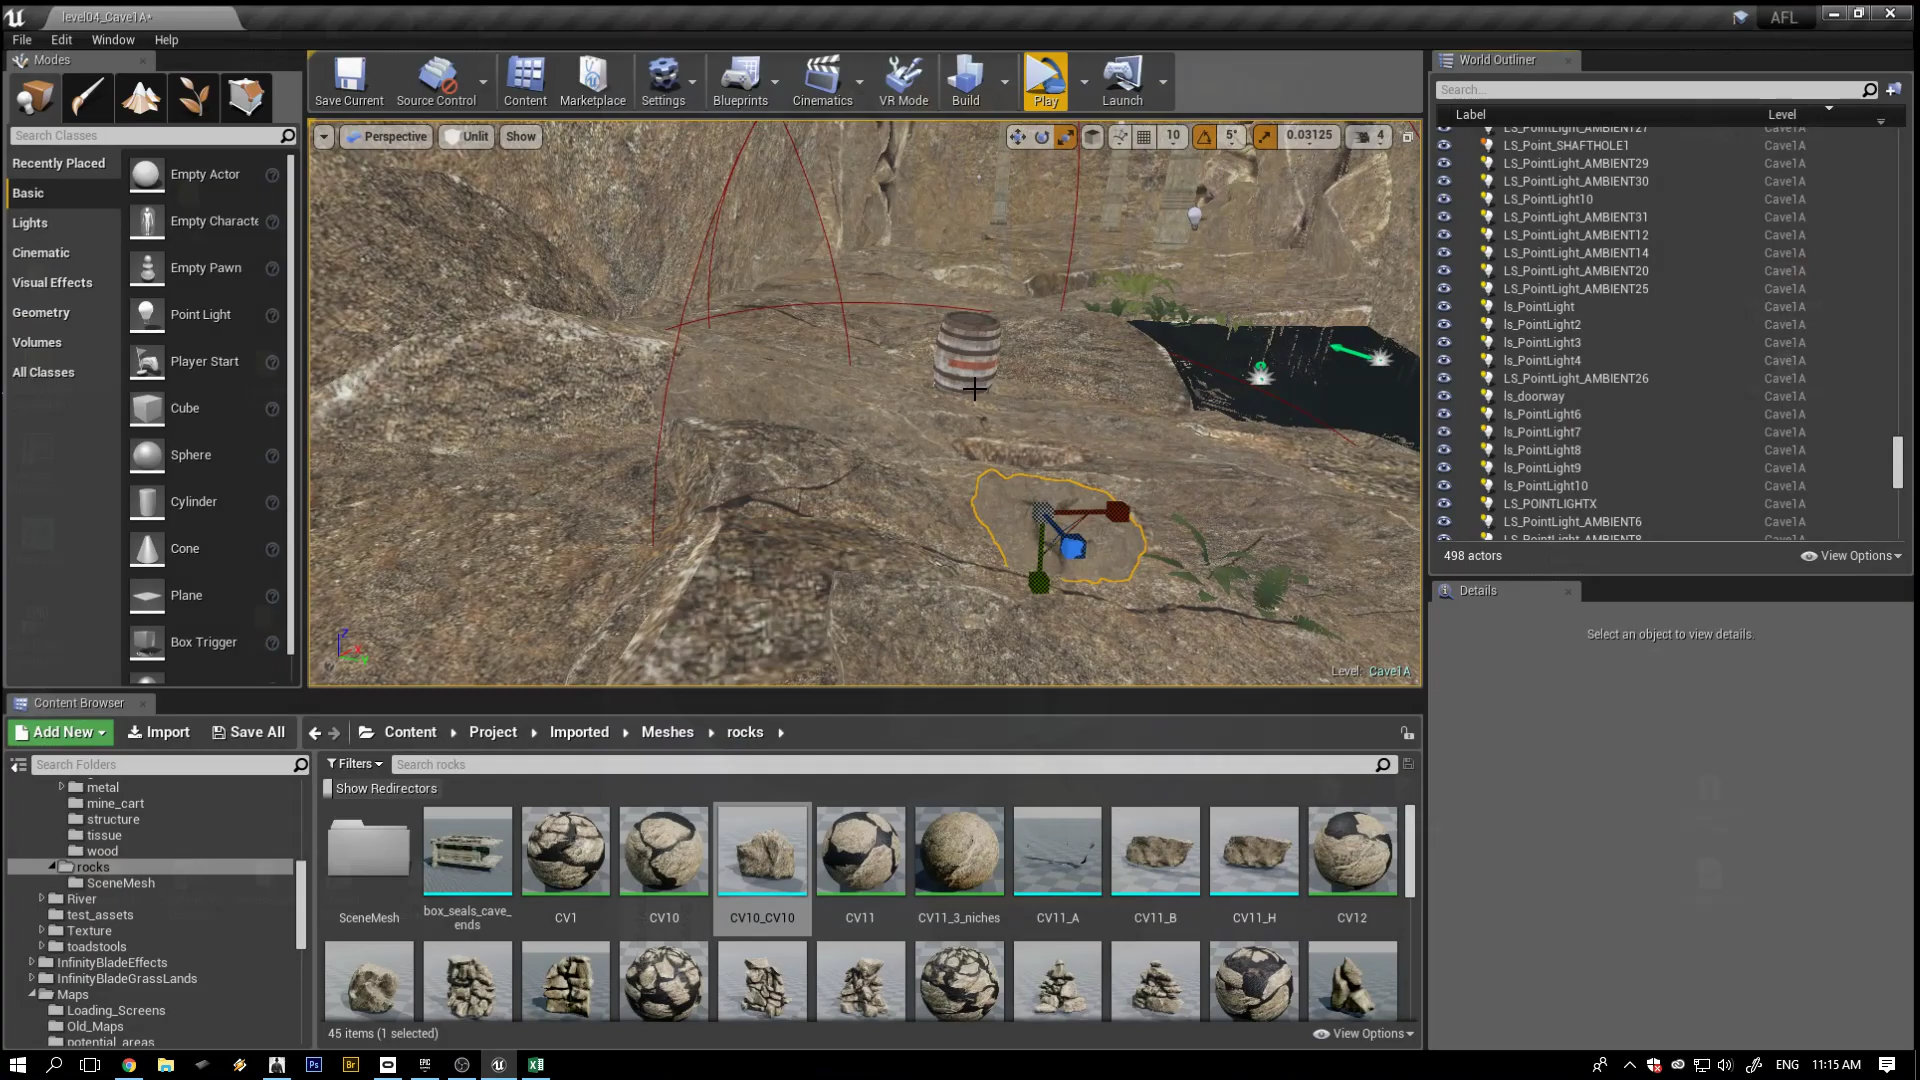 level04_Cave1A*
AFL
File Edit Window Help
Modes
Search Classes
Recently Placed
Basic
Lights
Cinematic
Visual Effects
Geometry
Volumes
All Classes
Empty Actor
Empty Characte
Empty Pawn
Point Light
Player Start
Cube
Sphere
Cylinder
Cone
Plane
Box Trigger
Save Current Source Control Content Marketplace Settings Blueprints Cinematics VR Mode Build Play Launch
Perspective Unlit Show 10 5° 0.03125 4
Level: Cave1A
World Outliner
Search...
Label Level
LS_PointLight_AMBIENT27
LS_Point_SHAFTHOLE1 Cave1A
LS_PointLight_AMBIENT29 Cave1A
LS_PointLight_AMBIENT30 Cave1A
LS_PointLight10 Cave1A
LS_PointLight_AMBIENT31 Cave1A
LS_PointLight_AMBIENT12 Cave1A
LS_PointLight_AMBIENT14 Cave1A
LS_PointLight_AMBIENT20 Cave1A
LS_PointLight_AMBIENT25 Cave1A
ls_PointLight Cave1A
ls_PointLight2 Cave1A
ls_PointLight3 Cave1A
ls_PointLight4 Cave1A
LS_PointLight_AMBIENT26 Cave1A
ls_doorway Cave1A
ls_PointLight6 Cave1A
ls_PointLight7 Cave1A
ls_PointLight8 Cave1A
ls_PointLight9 Cave1A
ls_PointLight10 Cave1A
LS_POINTLIGHTX Cave1A
LS_PointLight_AMBIENT6 Cave1A
498 actors View Options
Details
Select an object to view details.
Content Browser
Add New Import Save All Content Project Imported Meshes rocks
Search Folders
metal
mine_cart
structure
tissue
wood
rocks
SceneMesh
River
test_assets
Texture
toadstools
InfinityBladeEffects
InfinityBladeGrassLands
Maps
Loading_Screens
Old_Maps
potential_areas
Filters Search rocks
Show Redirectors
SceneMesh box_seals_cave_ends CV1 CV10 CV10_CV10 CV11 CV11_3_niches CV11_A CV11_B CV11_H CV12
45 items (1 selected) View Options
Ps Br EPIC ENG 11:15 AM